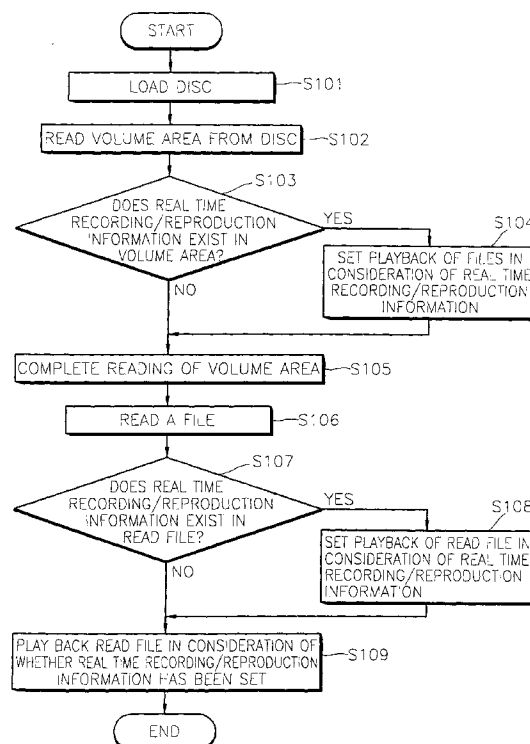 START
LOAD DISC
S101
READ VOLUME AREA FROM DISC
S102
S103
DOES REAL TIME
RECORDING/REPRODUCTION
INFORMATION EXIST IN
VOLUME AREA?
YES
NO
S104
SET PLAYBACK OF FILES IN
CONSIDERATION OF REAL TIME
RECORDING/REPRODUCTION
INFORMATION
COMPLETE READING OF VOLUME AREA
S105
READ A FILE
S106
S107
DOES REAL TIME
RECORDING/REPRODUCTION
INFORMATION EXIST IN
READ FILE?
YES
NO
S108
SET PLAYBACK OF READ FILE IN
CONSIDERATION OF REAL TIME
RECORDING/REPRODUCTION
INFORMATION
PLAY BACK READ FILE IN CONSIDERATION OF
WHETHER REAL TIME RECORDING/REPRODUCTION
INFORMATION HAS BEEN SET
S109
END